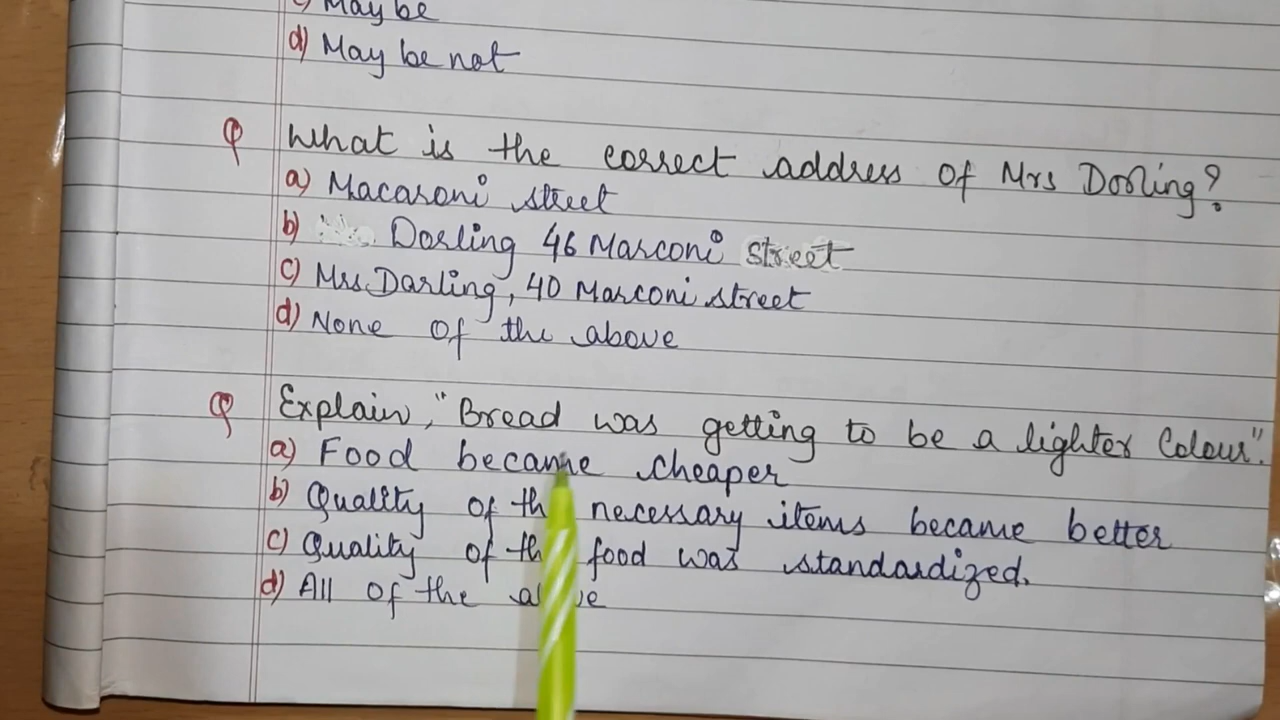 c) May be
d) May be not
Q What is the correct address of Mrs Dorling?
a) Macaroni street
b) Dorling 46 Marconi street
c) Mrs. Darling, 40 Marconi street
d) None of the above
Q Explain, "Bread was getting to be a lighter Colour".
a) Food became cheaper
b) Quality of the necessary items became better
c) Quality of the food was standardized.
d) All of the above